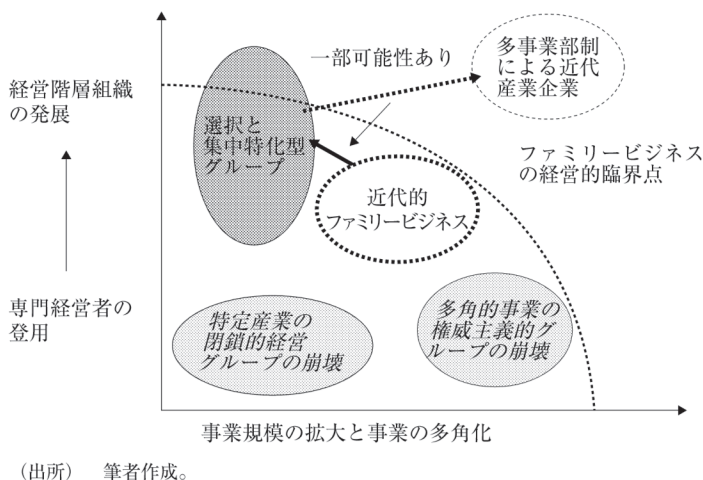 一部可能性あり
多事業部制
による近代
産業企業
経営階層組織
の発展
選択と
集中特化型
グループ
ファミリービジネス
の経営的臨界点
近代的
ファミリービジネス
専門経営者の
登用
特定産業の
閉鎖的経営
グループの崩壊
多角的事業の
権威主義的グ
ループの崩壊
事業規模の拡大と事業の多角化
（出所）　筆者作成。